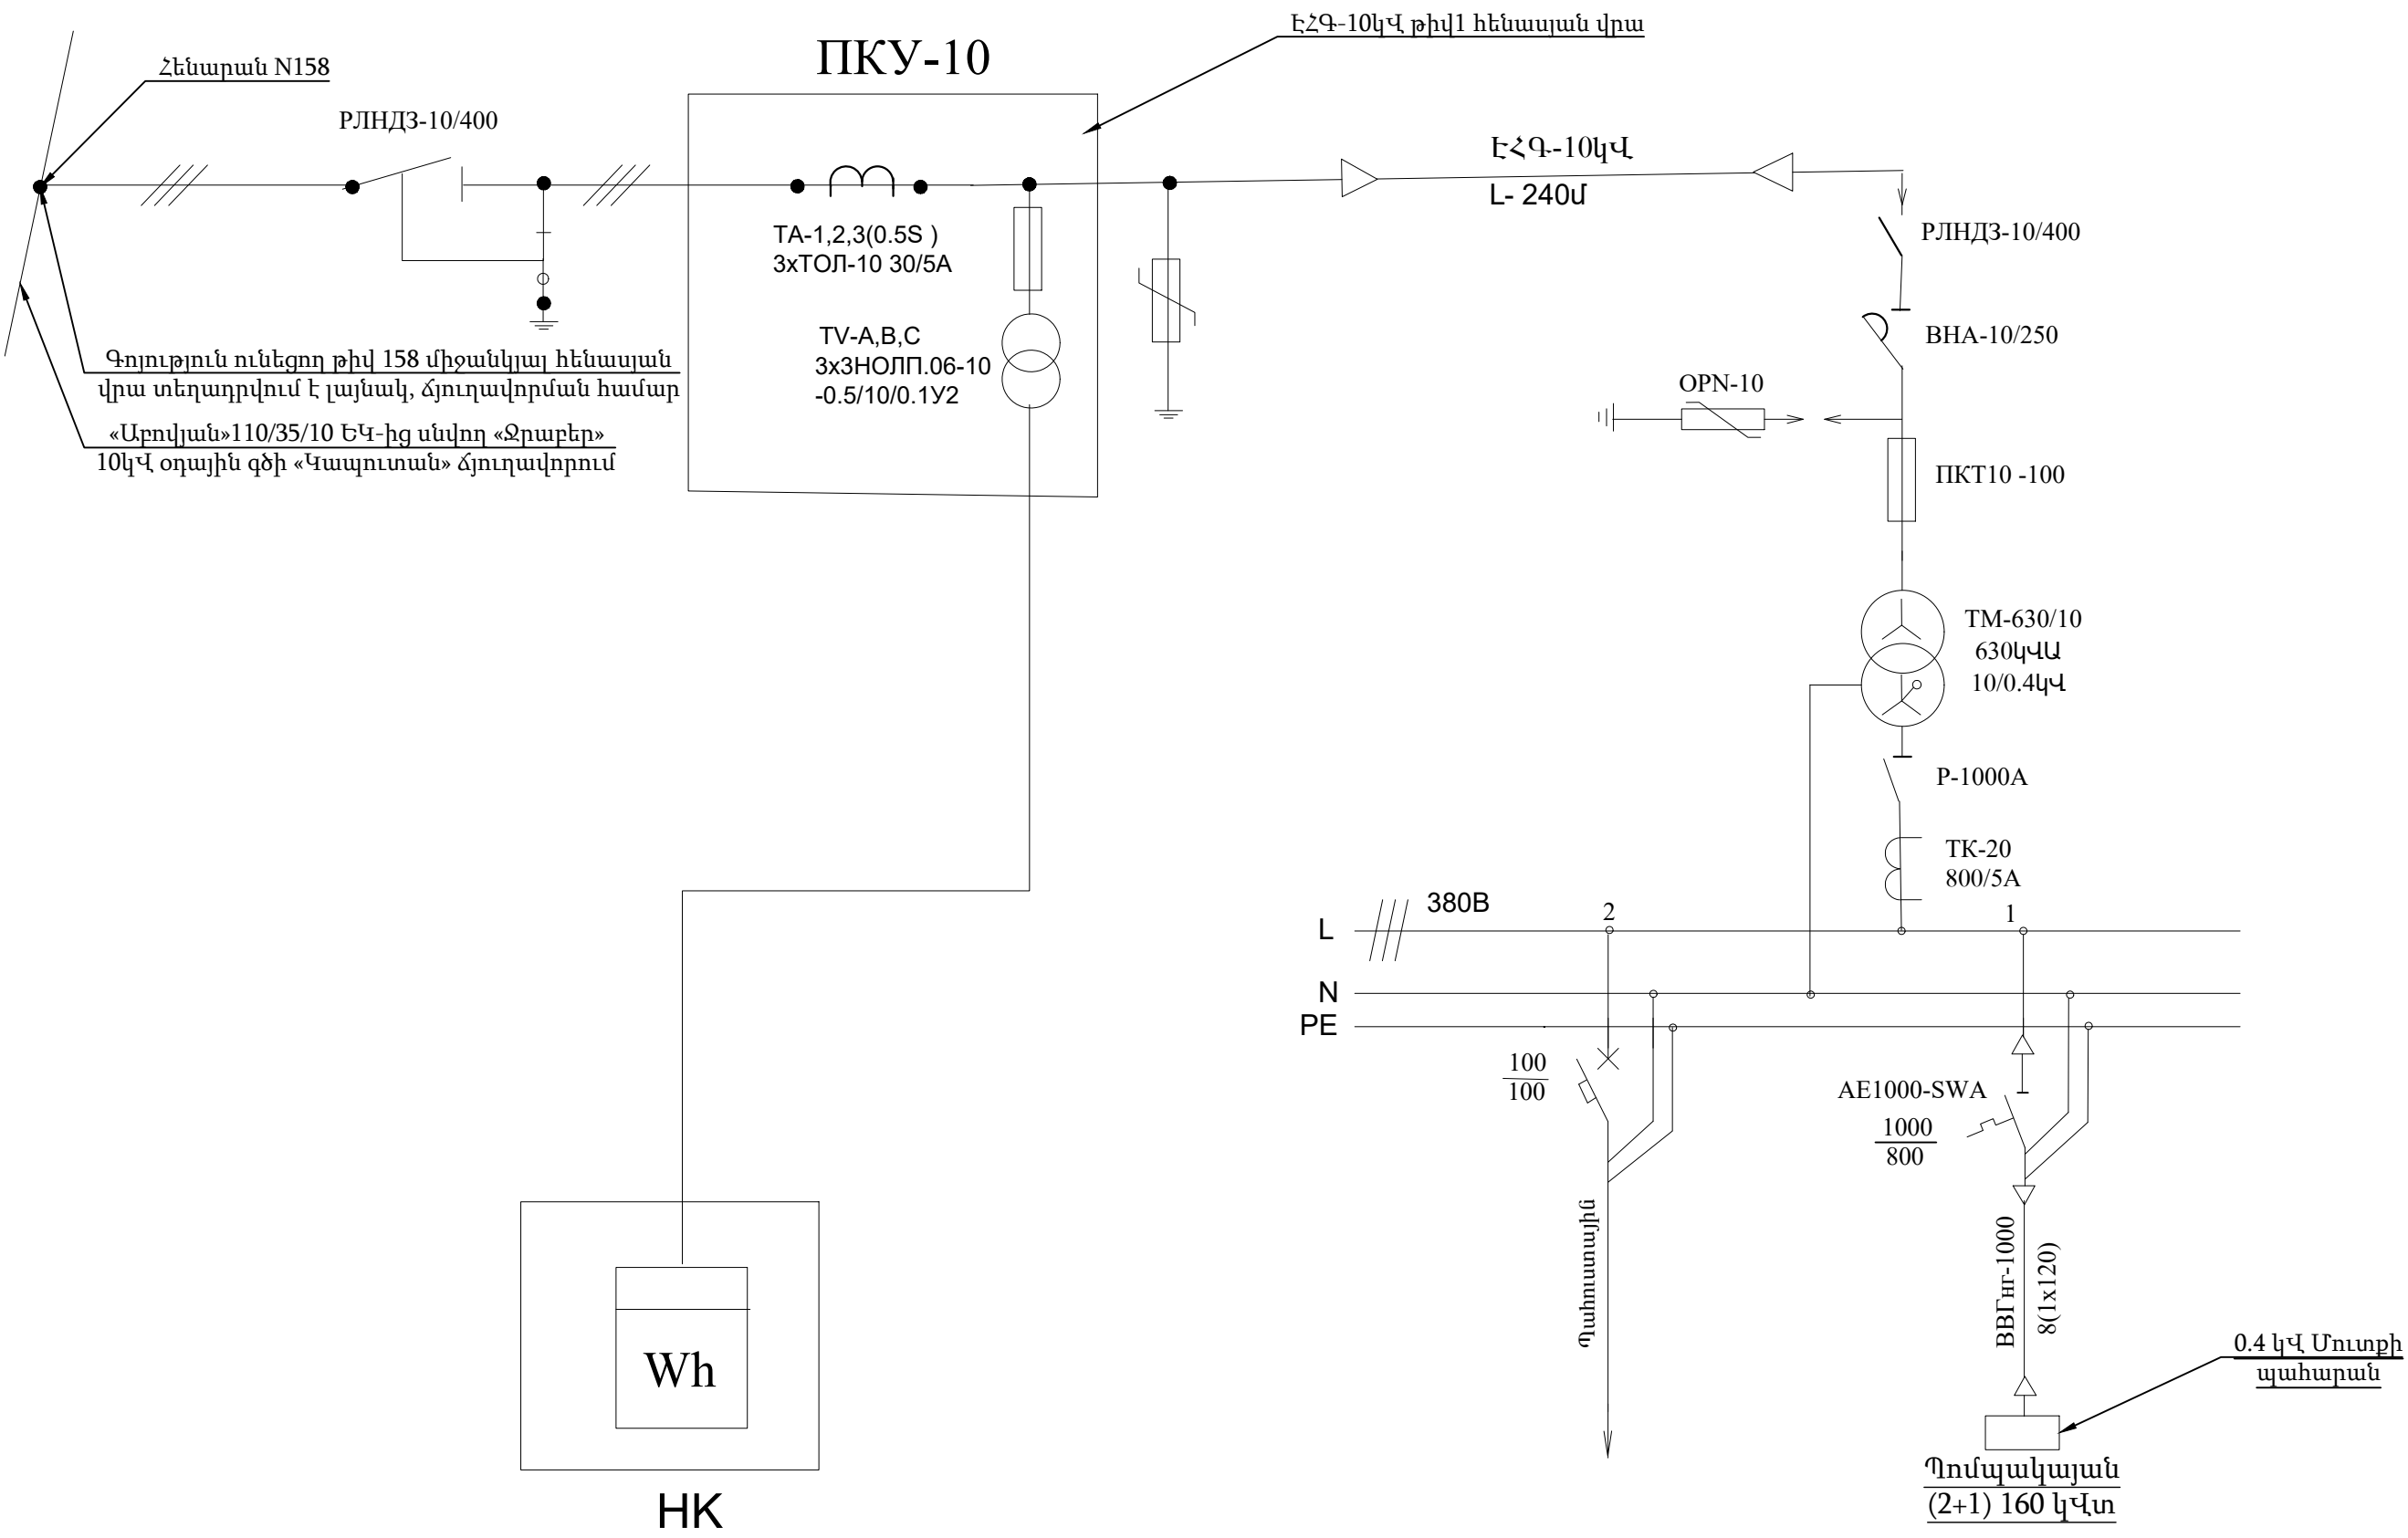 ԷՀԳ-10կՎ թիվ1 հենասյան վրա
ПКУ-10
Հենարան N158
РЛНДЗ-10/400
ԷՀԳ-10կՎ
L- 240մ
ТА-1,2,3(0.5S )
3xТОЛ-10 30/5А
РЛНДЗ-10/400
TV-A,B,C
3x3НОЛП.06-10
-0.5/10/0.1У2
ВНА-10/250
Գոյություն ունեցող թիվ 158 միջանկյալ հենասյան
վրա տեղադրվում է լայնակ, ճյուղավորման համար
OPN-10
«Աբովյան»110/35/10 ԵԿ-ից սնվող «Ջրաբեր»
10կՎ օդային գծի «Կապուտան» ճյուղավորում
ПКТ10 -100
ТМ-630/10
630կՎԱ
10/0.4կՎ
Р-1000А
ТК-20
800/5А
380В
2
1
L
N
PE
100
100
АЕ1000-SWA
1000
800
Պահուստային
ВВГнг-1000
8(1x120)
Wh
0.4 կՎ Մուտքի
պահարան
Պոմպակայան
(2+1) 160 կՎտ
НК